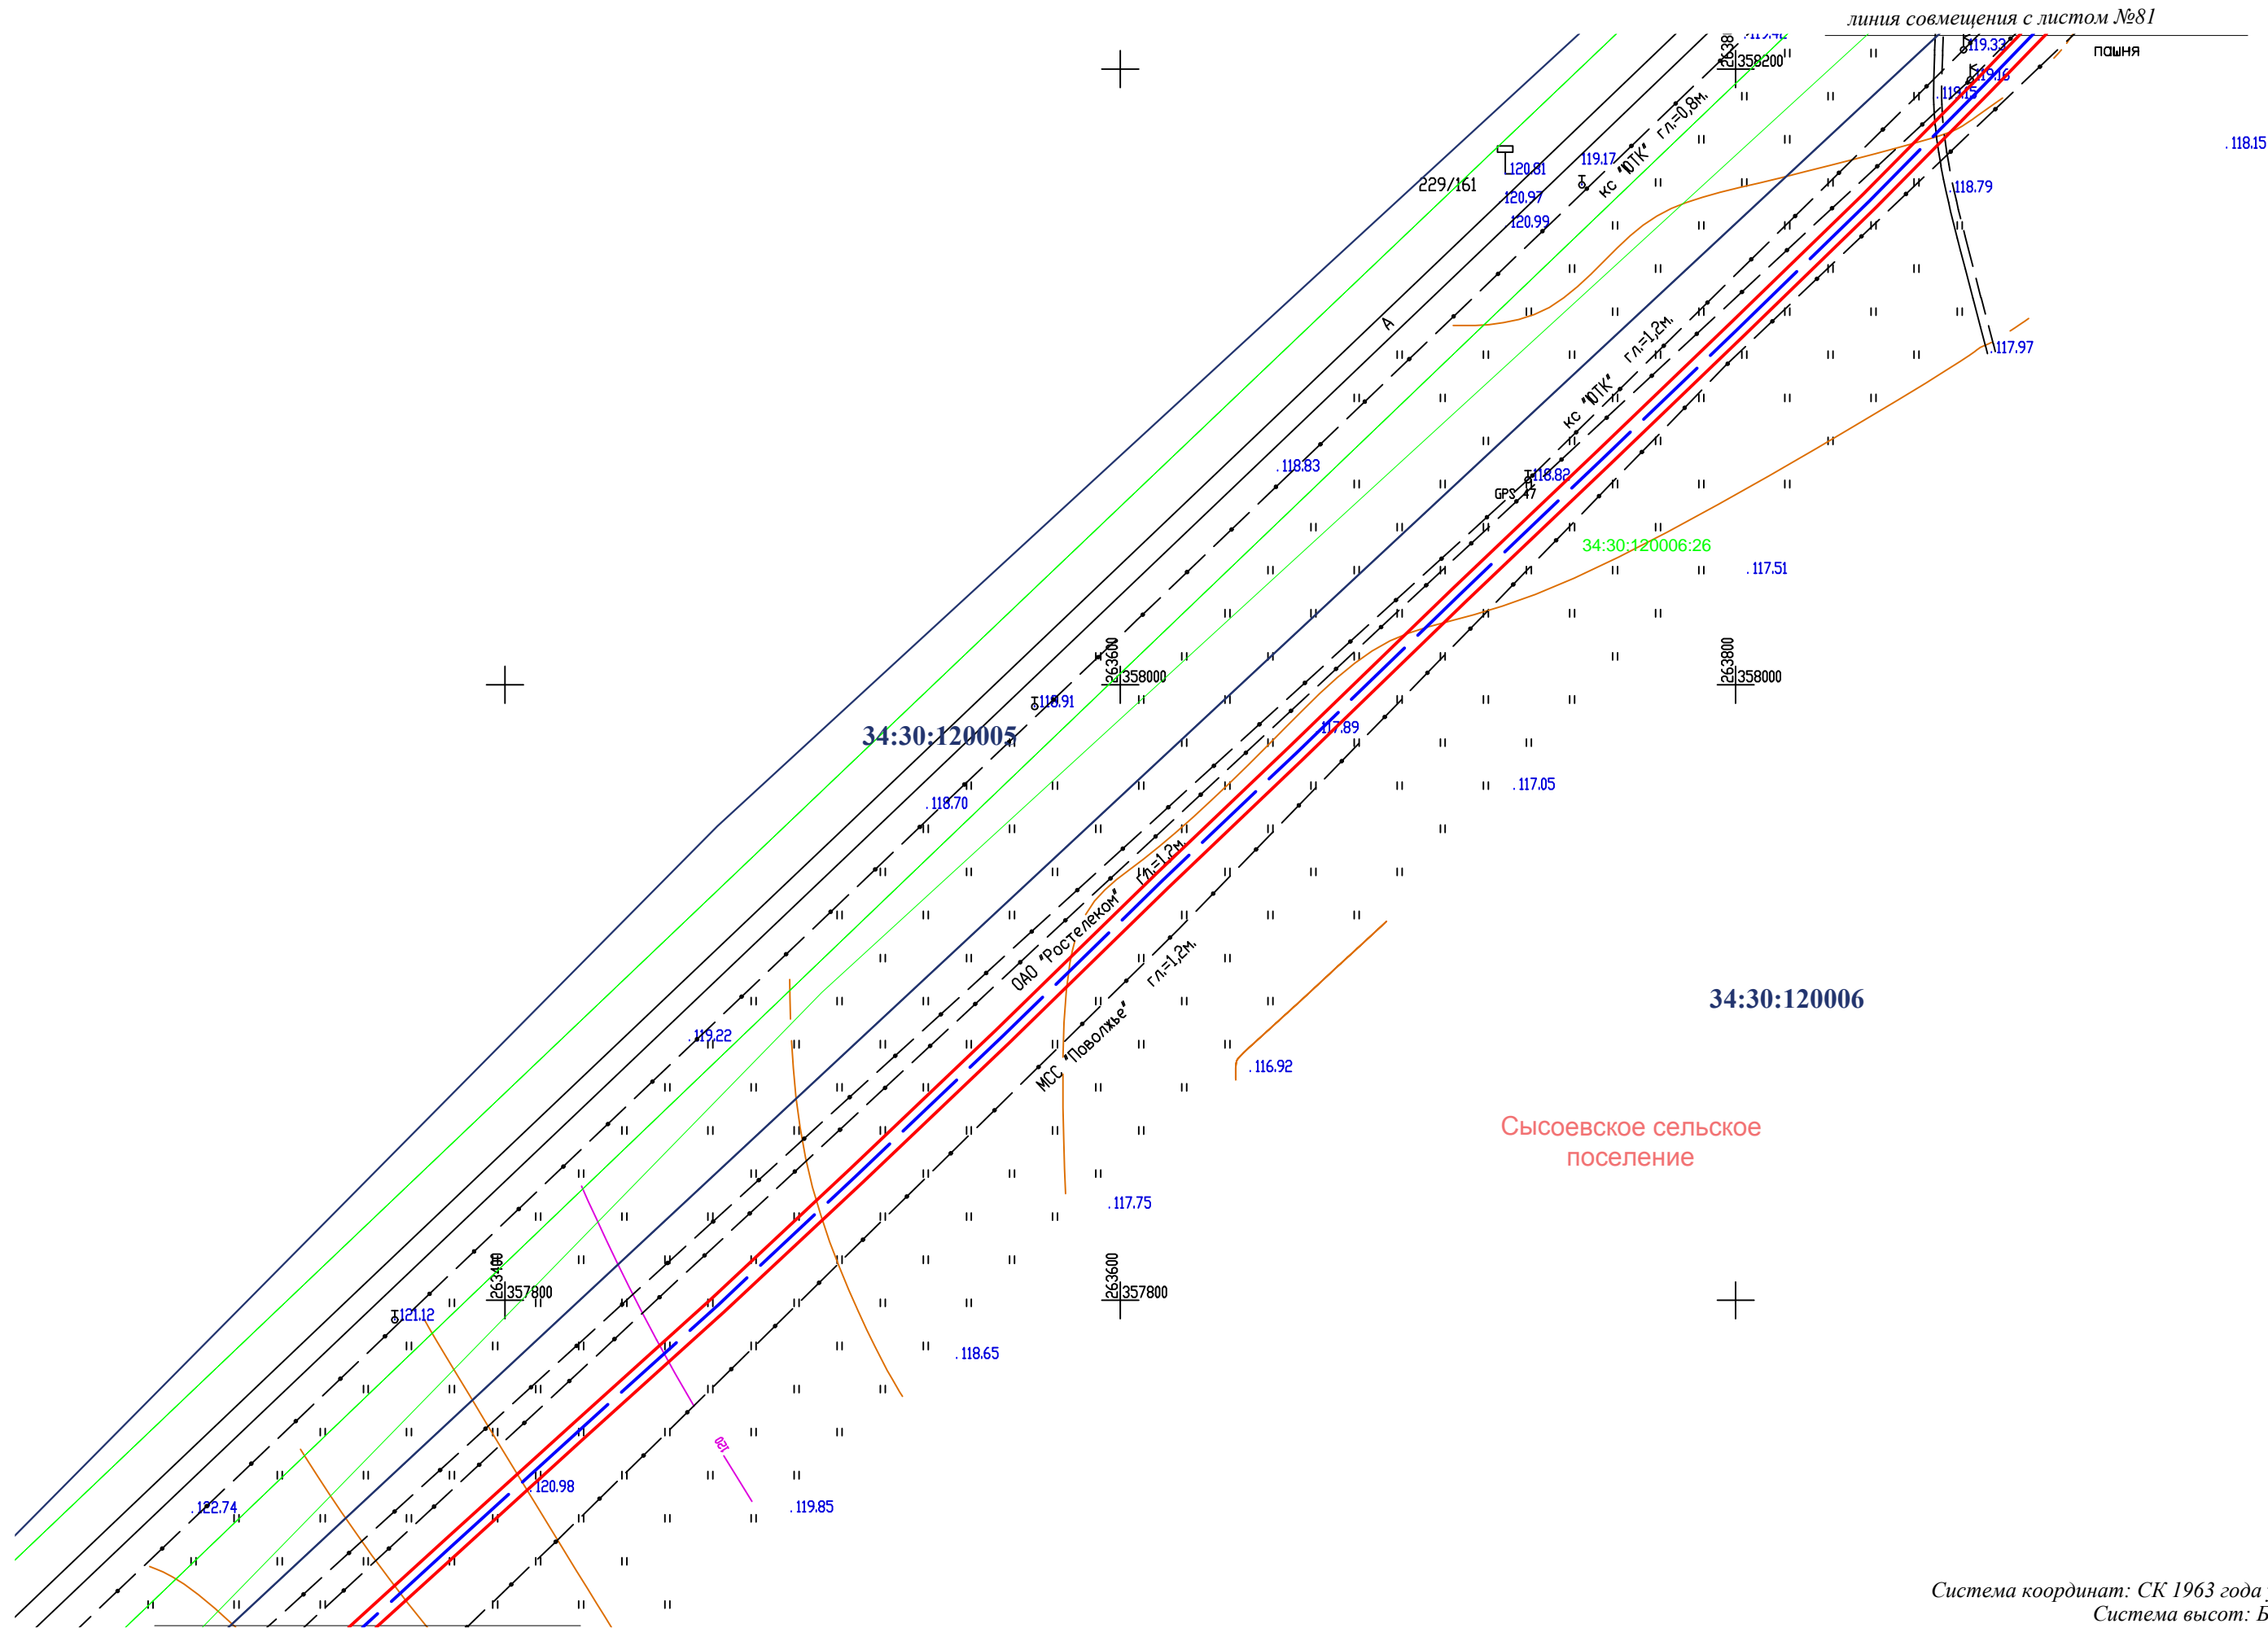 линия совмещения с листом №81
119.42
119.33
пашня
358200
119.16
119.15
гл.=0,8м.
118.15
119.17
120.81
229/161
кс "ЮТК"
118.79
120.97
120.99
А
гл.=1,2м.
117.97
кс "ЮТК"
118.83
118.82
GPS 47
34:30:120006:26
117.51
263600
358000
263800
358000
118.91
117.89
34:30:120005
117.05
118.70
гл.=1,2м.
ОАО "Ростелеком"
гл.=1,2м.
34:30:120006
МСС "Поволжье"
119.22
116.92
Сысоевское сельское
поселение
117.75
263400
357800
263600
357800
121.12
118.65
120
120.98
122.74
119.85
Система координат: СК 1963 года
Система высот: Б